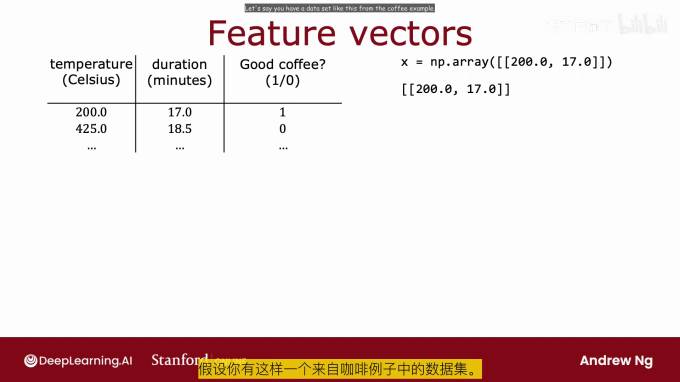 Let's say you have a data set like this from the coffee example
Feature vectors
temperature (Celsius) duration (minutes) Good coffee? (1/0)
200.0 17.0 1
425.0 18.5 0
... ... ...
x = np.array([[200.0, 17.0]])
[[200.0, 17.0]]
DeepLearning.AI Stanford Andrew Ng
假设你有这样一个来自咖啡例子中的数据集。
bilibili